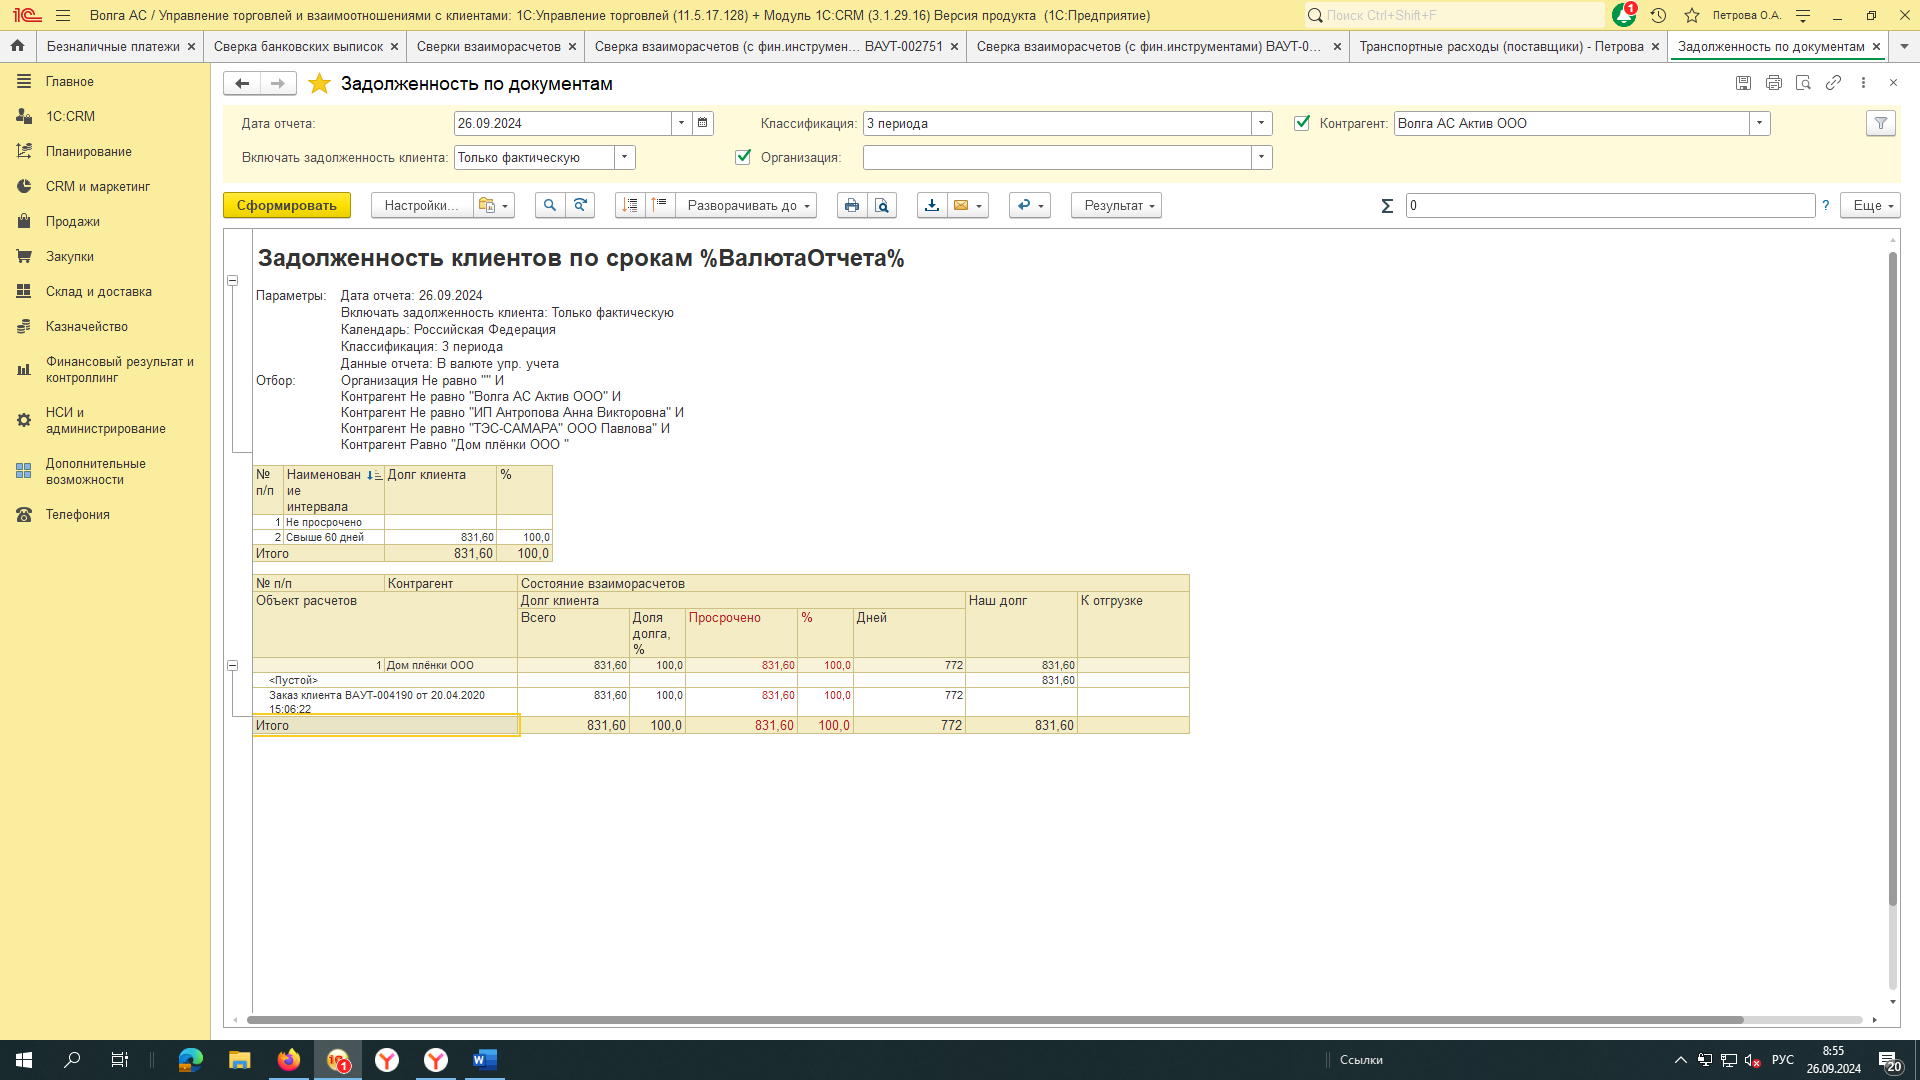 Волга АС / Управление торговлей и взаимоотношениями с клиентами: 1С:Управление торговлей (11.5.17.128) + Модуль 1С:CRM (3.1.29.16) Версия продукта (1С:Предприятие)
Поиск Ctrl+Shift+F
1
Петрова О.А.
Безналичные платежи
Сверка банковских выписок
Сверки взаиморасчетов
Сверка взаиморасчетов (с фин.инструмен... ВАУТ-002751
Сверка взаиморасчетов (с фин.инструментами) ВАУТ-0...
Транспортные расходы (поставщики) - Петрова
Задолженность по документам
Главное
1С:CRM
Планирование
CRM и маркетинг
Продажи
Закупки
Склад и доставка
Казначейство
Финансовый результат и
контроллинг
НСИ и
администрирование
Дополнительные
возможности
Телефония
Задолженность по документам
Дата отчета: 26.09.2024
Классификация: 3 периода
Контрагент: Волга АС Актив ООО
Включать задолженность клиента: Только фактическую
Организация:
Сформировать
Настройки...
Разворачивать до
Результат
Σ 0
?
Еще
Задолженность клиентов по срокам %ВалютаОтчета%
Параметры: Дата отчета: 26.09.2024
Включать задолженность клиента: Только фактическую
Календарь: Российская Федерация
Классификация: 3 периода
Данные отчета: В валюте упр. учета
Отбор: Организация Не равно "" И
Контрагент Не равно "Волга АС Актив ООО" И
Контрагент Не равно "ИП Антропова Анна Викторовна" И
Контрагент Не равно "ТЭС-САМАРА" ООО Павлова" И
Контрагент Равно "Дом плёнки ООО "
№ Наименован Долг клиента %
п/п ие
интервала
1 Не просрочено
2 Свыше 60 дней 831,60 100,0
Итого 831,60 100,0
№ п/п Контрагент Состояние взаиморасчетов
Объект расчетов Долг клиента Наш долг К отгрузке
Всего Доля Просрочено % Дней
долга,
%
1 Дом плёнки ООО 831,60 100,0 831,60 100,0 772 831,60
<Пустой> 831,60
Заказ клиента ВАУТ-004190 от 20.04.2020 831,60 100,0 831,60 100,0 772
15:06:22
Итого 831,60 100,0 831,60 100,0 772 831,60
1
Ссылки
РУС
8:55
26.09.2024
20